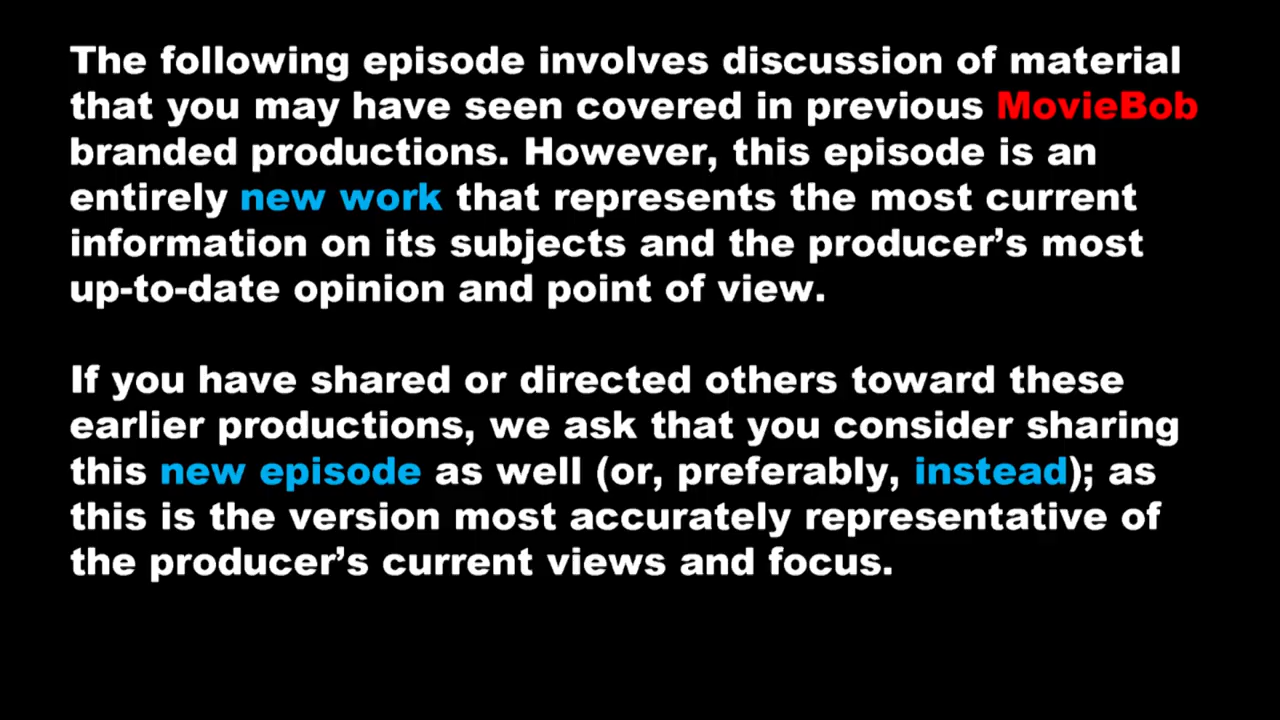 The following episode involves discussion of material
that you may have seen covered in previous MovieBob
branded productions. However, this episode is an
entirely new work that represents the most current
information on its subjects and the producer’s most
up-to-date opinion and point of view.
If you have shared or directed others toward these
earlier productions, we ask that you consider sharing
this new episode as well (or, preferably, instead); as
this is the version most accurately representative of
the producer’s current views and focus.